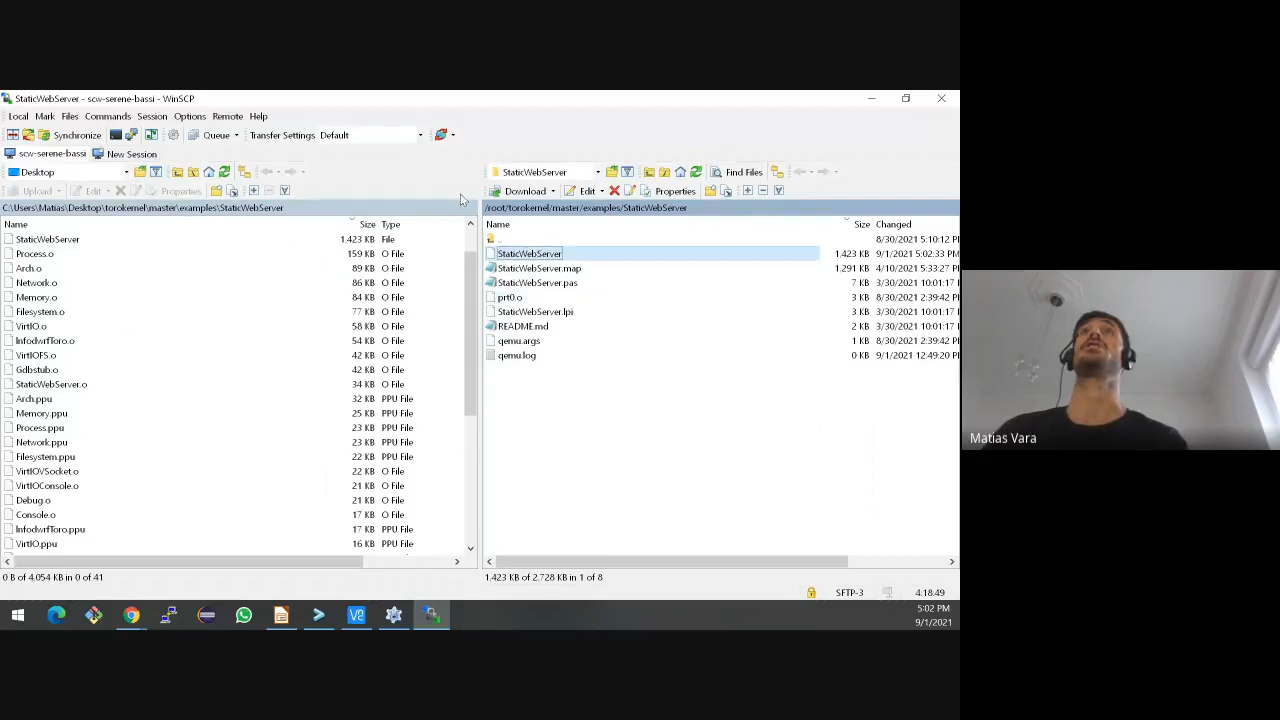 StaticWebServer - scw-serene-bassi - WinSCP
Local Mark Files Commands Session Options Remote Help
Synchronize Queue Transfer Settings Default
scw-serene-bassi New Session
Desktop StaticWebServer Find Files
Upload Edit Properties Download Edit Properties
C:\Users\Matias\Desktop\torokernel\master\examples\StaticWebServer /root/torokernel/master/examples/StaticWebServer
Name Size Type Name Size Changed
StaticWebServer 1.423 KB File .. 8/30/2021 5:10:12 P
Process.o 159 KB O File StaticWebServer 1,423 KB 9/1/2021 5:02:33 P
Arch.o 89 KB O File StaticWebServer.map 1,291 KB 4/10/2021 5:33:27 P
Network.o 86 KB O File StaticWebServer.pas 7 KB 3/30/2021 10:01:17
Memory.o 84 KB O File prt0.o 3 KB 8/30/2021 2:39:42 P
Filesystem.o 77 KB O File StaticWebServer.lpi 3 KB 3/30/2021 10:01:17
VirtIO.o 58 KB O File README.md 2 KB 3/30/2021 10:01:17
InfodwrfToro.o 54 KB O File qemu.args 1 KB 8/30/2021 2:39:42 P
VirtIOFS.o 42 KB O File qemu.log 0 KB 9/1/2021 12:49:20 P
Gdbstub.o 42 KB O File
StaticWebServer.o 34 KB O File
Arch.ppu 32 KB PPU File
Memory.ppu 25 KB PPU File
Process.ppu 23 KB PPU File
Network.ppu 23 KB PPU File
Filesystem.ppu 22 KB PPU File
VirtIOVSocket.o 22 KB O File
VirtIOConsole.o 21 KB O File
Debug.o 21 KB O File
Console.o 17 KB O File
InfodwrfToro.ppu 17 KB PPU File
VirtIO.ppu 16 KB PPU File
0 B of 4.054 KB in 0 of 41 1.423 KB of 2.728 KB in 1 of 8
SFTP-3 4:18:49
5:02 PM
9/1/2021
Matias Vara